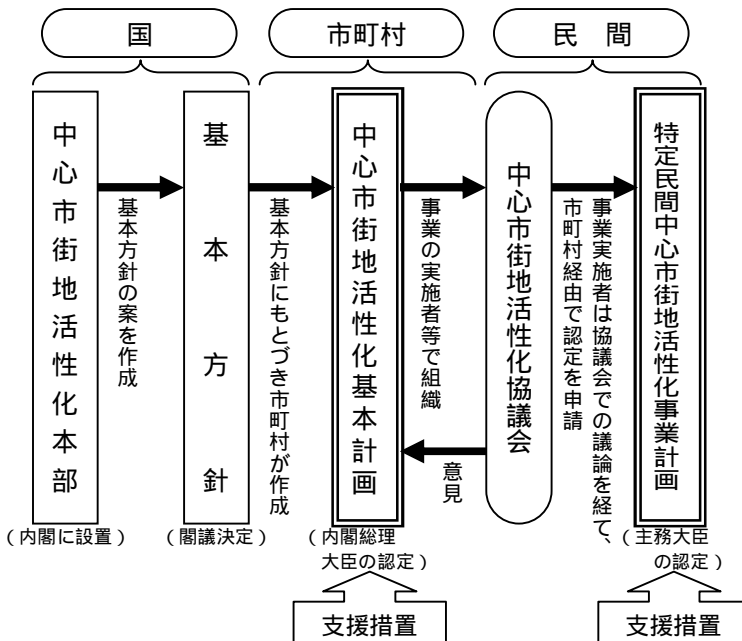 国
市町村
民　間
中心市街地活性化本部
（内閣に設置）
基本方針の案を作成
基本方針
（閣議決定）
基本方針にもとづき市町村が作成
中心市街地活性化基本計画
（内閣総理
大臣の認定）
事業の実施者等で組織
意見
中心市街地活性化協議会
事業実施者は協議会での議論を経て、
市町村経由で認定を申請
特定民間中心市街地活性化事業計画
（主務大臣
の認定）
支援措置
支援措置